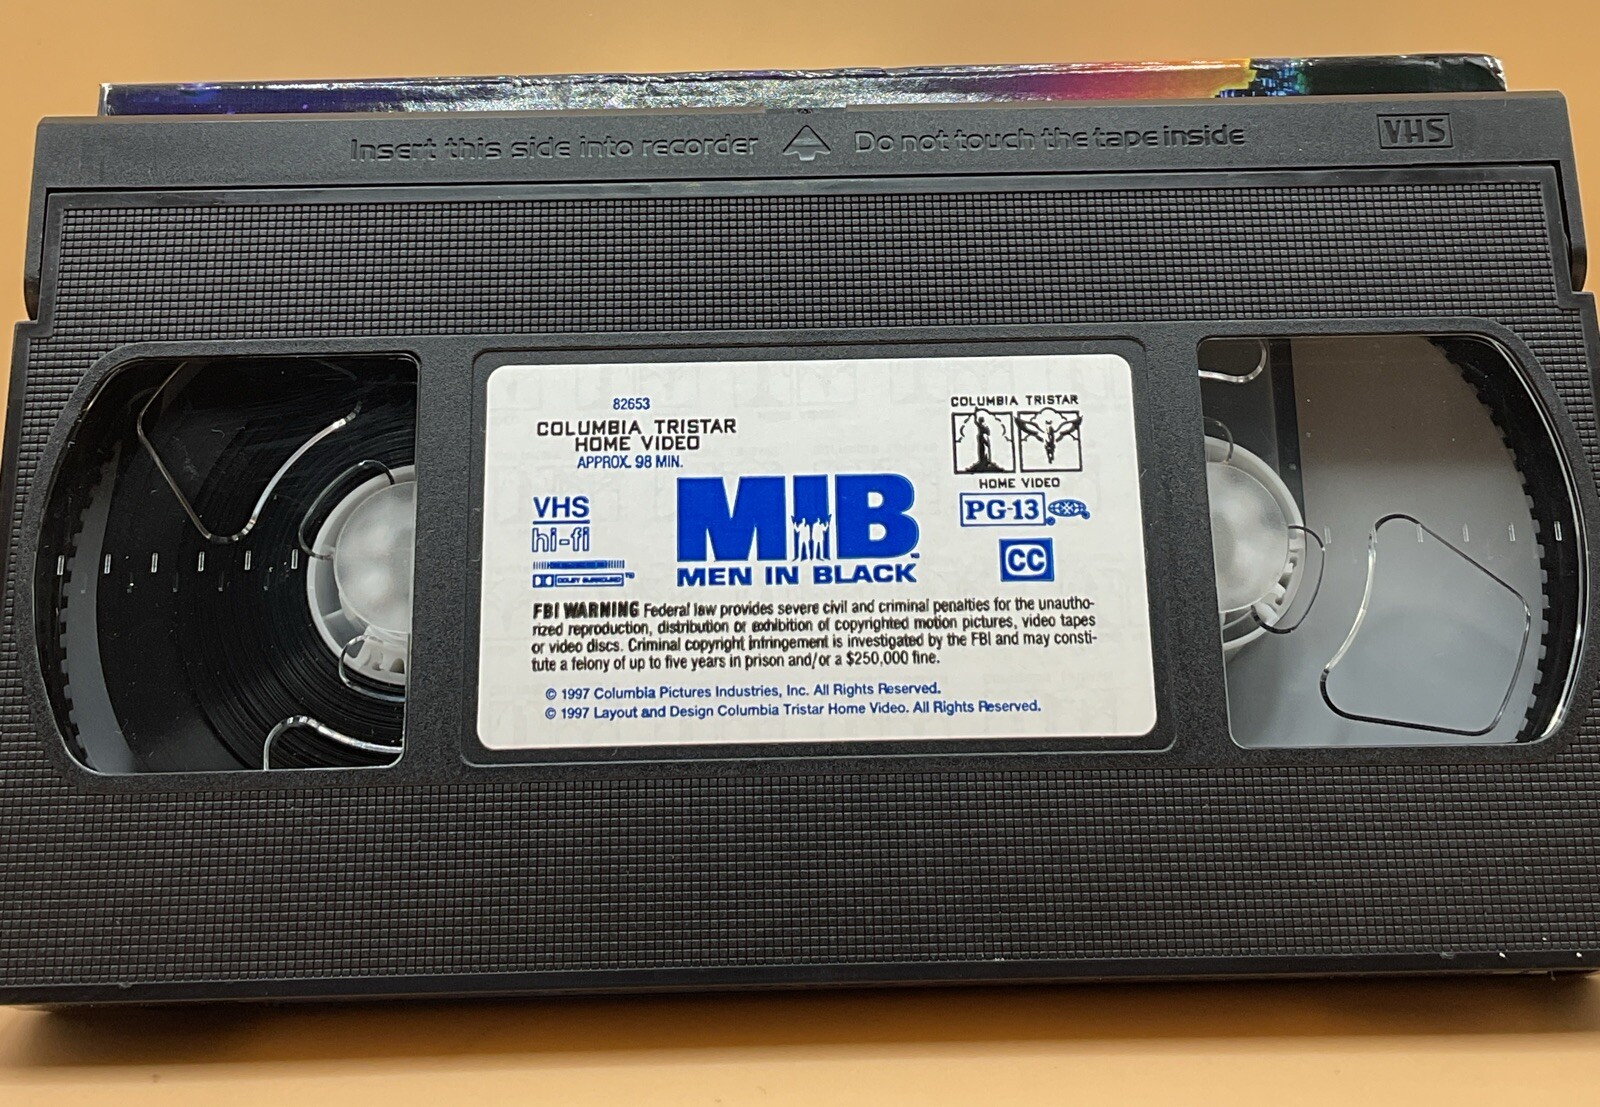 Insert this side into recorder Do not touch the tape inside VHS
82653
COLUMBIA TRISTAR
HOME VIDEO
APPROX. 98 MIN.
VHS
hi-fi
DOLBY SURROUND TM
MIB
MEN IN BLACK
COLUMBIA TRISTAR
HOME VIDEO
PG-13
CC
FBI WARNING Federal law provides severe civil and criminal penalties for the unautho-
rized reproduction, distribution or exhibition of copyrighted motion pictures, video tapes
or video discs. Criminal copyright infringement is investigated by the FBI and may consti-
tute a felony of up to five years in prison and/or a $250,000 fine.
© 1997 Columbia Pictures Industries, Inc. All Rights Reserved.
© 1997 Layout and Design Columbia Tristar Home Video. All Rights Reserved.